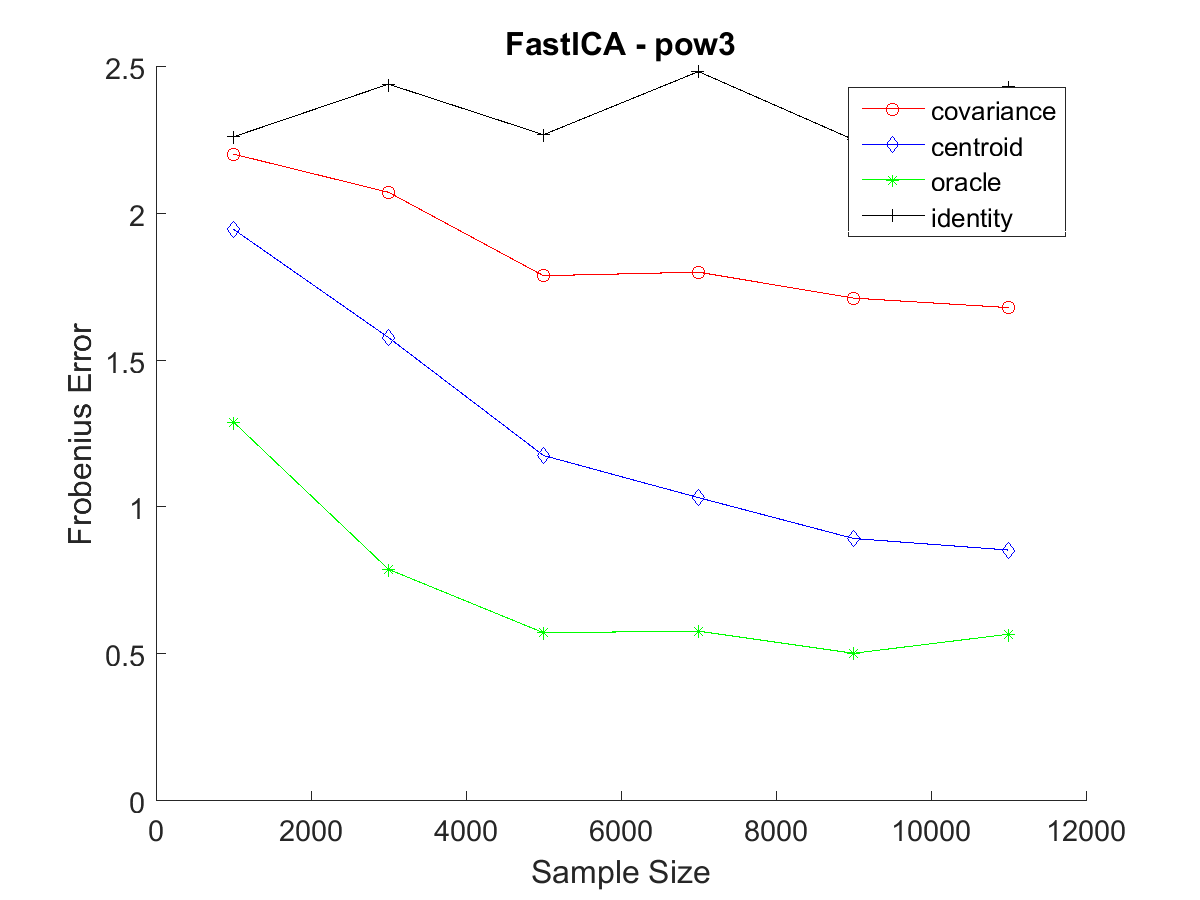 FastICA - pow3
2.5
2
1.5
1
0.5
0
Frobenius Error
covariance
centroid
oracle
identity
0 2000 4000 6000 8000 10000 12000
Sample Size